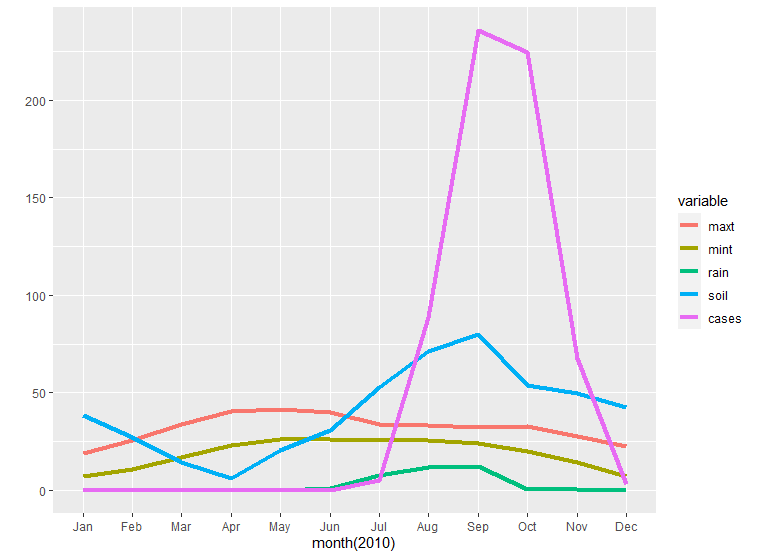 200
150
100
50
0
Jan Feb Mar Apr May Jun Jul Aug Sep Oct Nov Dec
month(2010)
variable
maxt
mint
rain
soil
cases